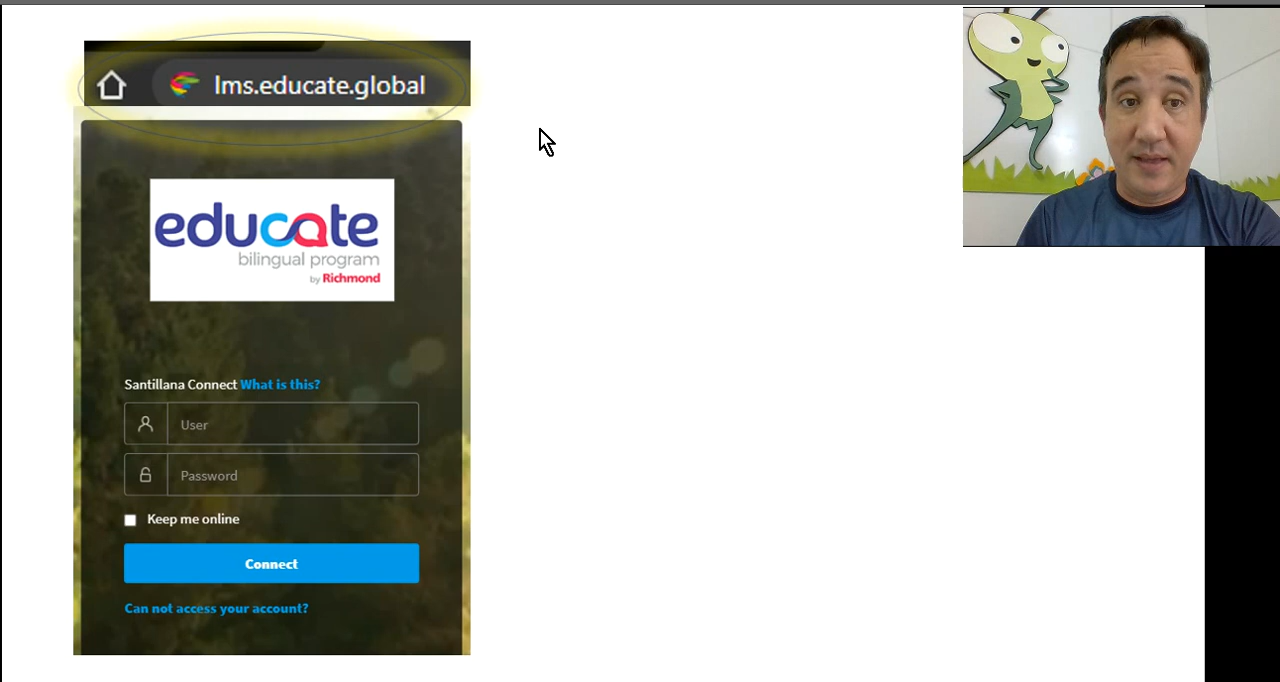 lms.educate.global
educate
bilingual program
by Richmond
Santillana Connect What is this?
User
Password
Keep me online
Connect
Can not access your account?